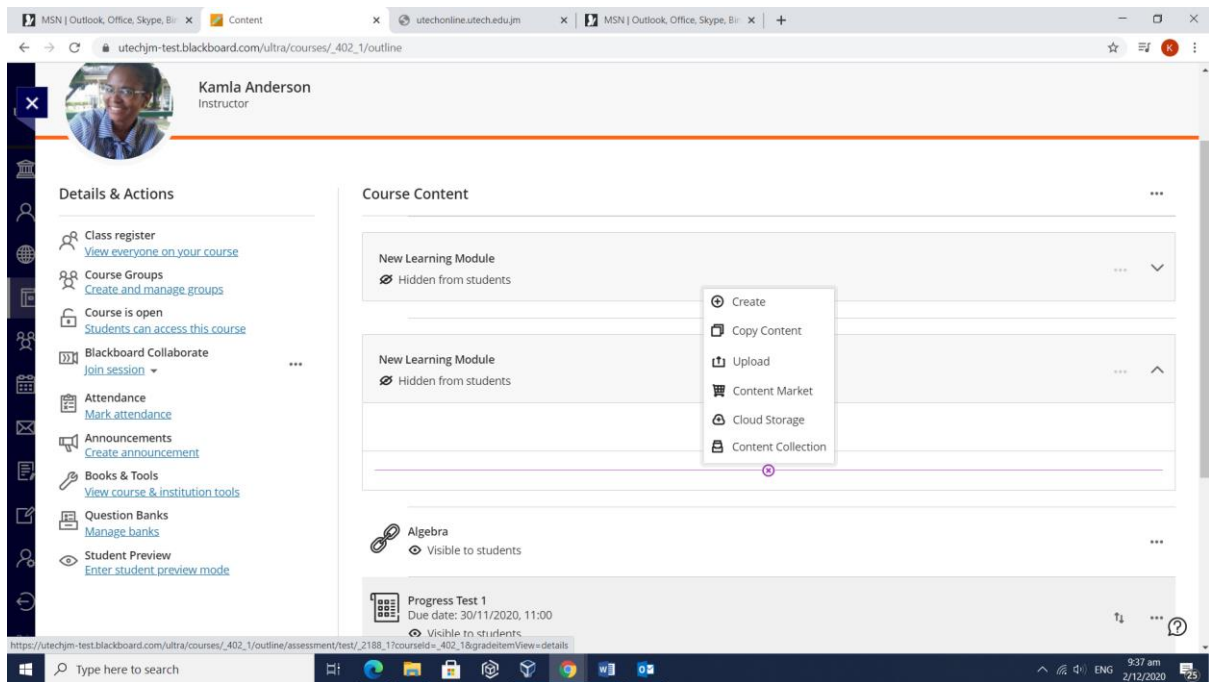 MSN | Outlook, Office, Skype, Bin
Content
utechonline.utech.edu.jm
MSN | Outlook, Office, Skype, Bin
utechjm-test.blackboard.com/ultra/courses/_402_1/outline
K
Kamla Anderson
Instructor
Details & Actions
Class register
View everyone on your course
Course Groups
Create and manage groups
Course is open
Students can access this course
Blackboard Collaborate
Join session
Attendance
Mark attendance
Announcements
Create announcement
Books & Tools
View course & institution tools
Question Banks
Manage banks
Student Preview
Enter student preview mode
Course Content
New Learning Module
Hidden from students
New Learning Module
Hidden from students
Create
Copy Content
Upload
Content Market
Cloud Storage
Content Collection
Algebra
Visible to students
Progress Test 1
Due date: 30/11/2020, 11:00
Visible to students
https://utechjm-test.blackboard.com/ultra/courses/_402_1/outline/assessment/test/_2188_1?courseId=_402_1&gradeitemView=details
Type here to search
ENG
9:37 am
2/12/2020
25